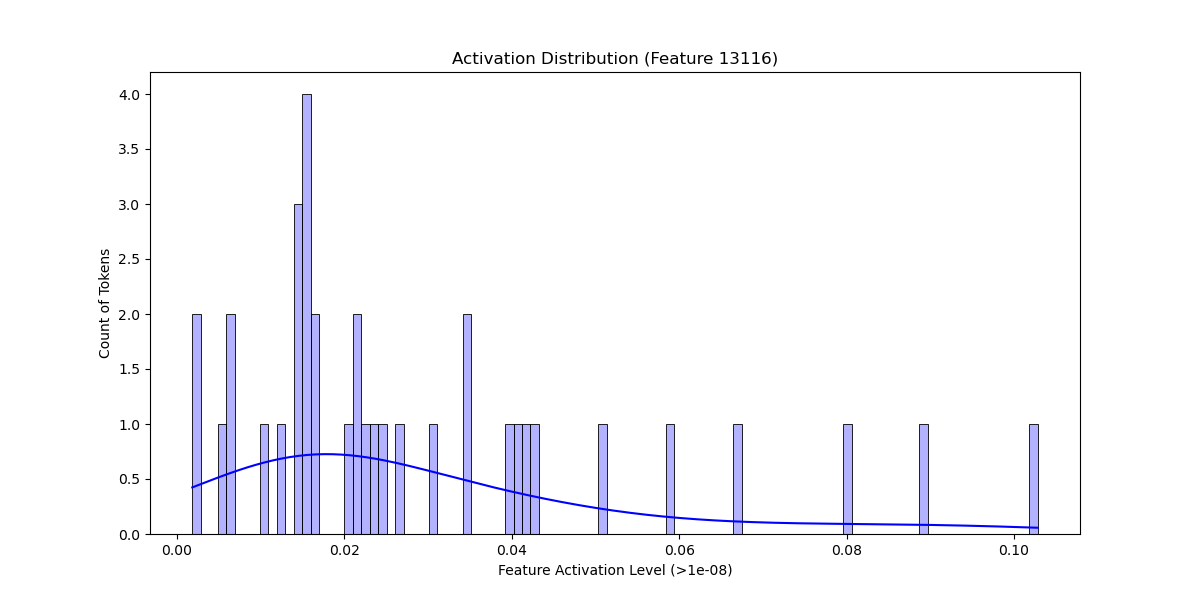 Activation Distribution (Feature 13116)
4.0
3.5
3.0
2.5
2.0
1.5
1.0
0.5
0.0
Count of Tokens
0.00 0.02 0.04 0.06 0.08 0.10
Feature Activation Level (>1e-08)